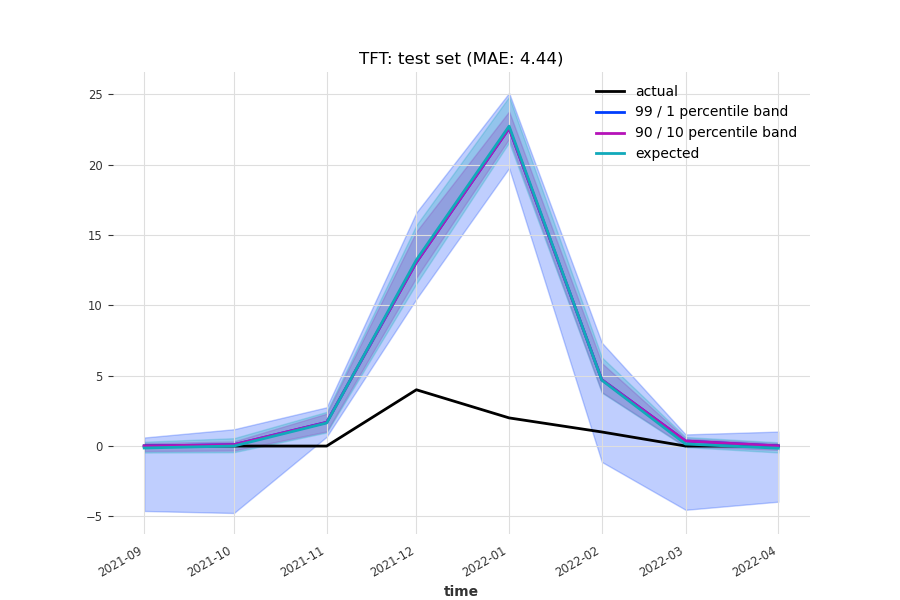 TFT: test set (MAE: 4.44)
actual
99 / 1 percentile band
90 / 10 percentile band
expected
25
20
15
10
5
0
−5
2021-09
2021-10
2021-11
2021-12
2022-01
2022-02
2022-03
2022-04
time